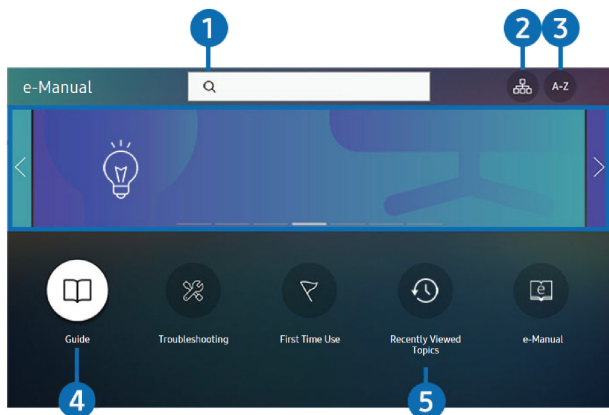 1
2
3
e-Manual
A-Z
Guide
Troubleshooting
First Time Use
Recently Viewed
Topics
e-Manual
4
5